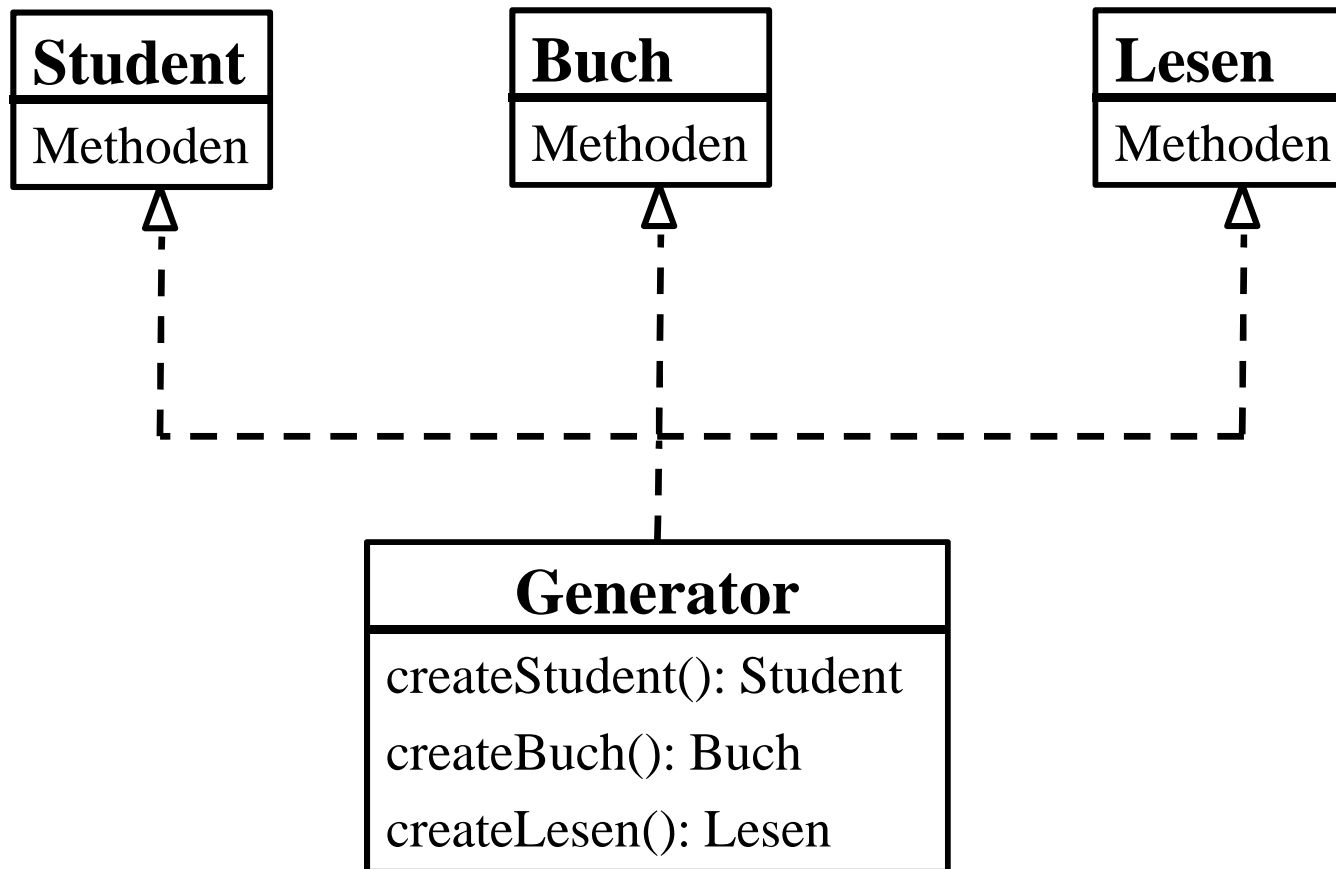 Student
Methoden
Buch
Methoden
Lesen
Methoden
Generator
createStudent(): Student
createBuch(): Buch
createLesen(): Lesen